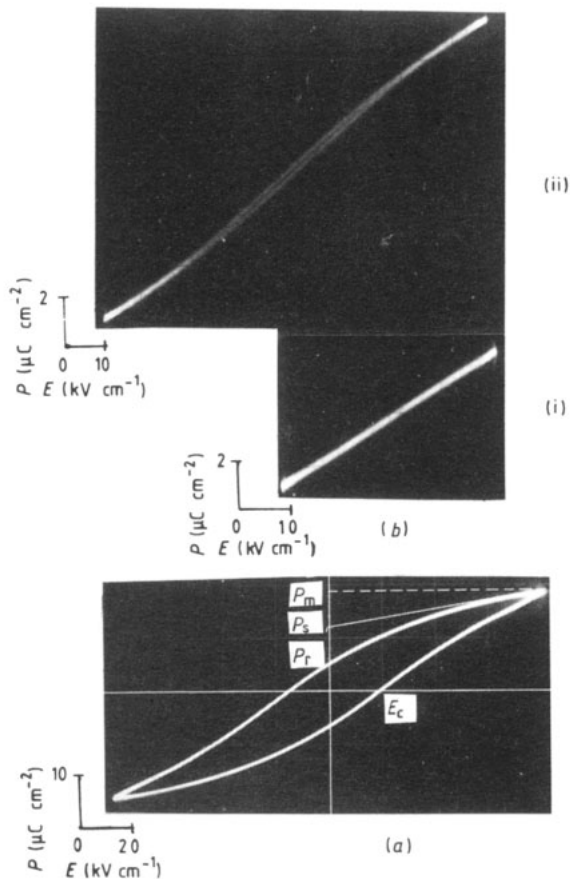 (ii)
2
0 10
P (μC cm⁻²)
E (kV cm⁻¹)
(i)
2
0 10
P (μC cm⁻²)
E (kV cm⁻¹)
(b)
Pₘ
Pₛ
Pᵣ
E_c
10
0 20
P (μC cm⁻²)
E (kV cm⁻¹)
(a)